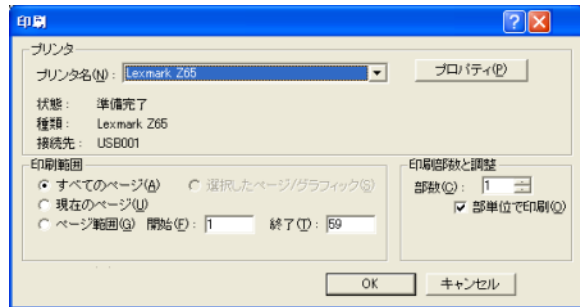 印刷
プリンタ
プリンタ名(N): Lexmark Z65 プロパティ(P)
状態: 準備完了
種類: Lexmark Z65
接続先: USB001
印刷範囲
すべてのページ(A) 選択したページ/グラフィック(S)
現在のページ(U)
ページ範囲(G) 開始(F): 1 終了(T): 59
印刷部数と調整
部数(C): 1
部単位で印刷(O)
OK キャンセル